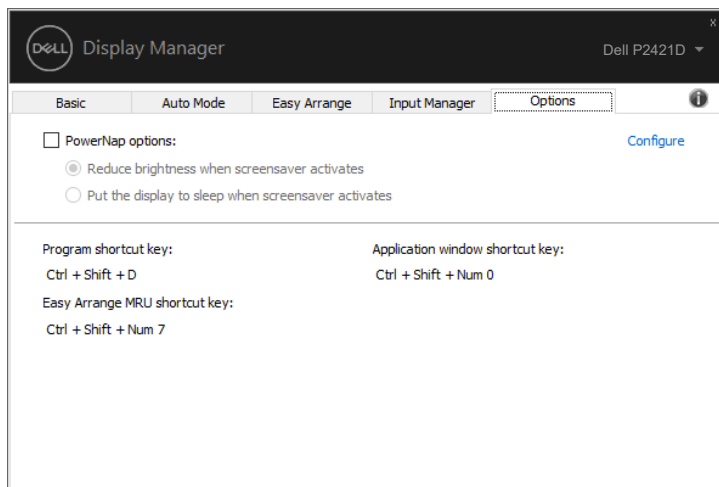 x
DELL Display Manager
Dell P2421D
Basic Auto Mode Easy Arrange Input Manager Options i
PowerNap options: Configure
Reduce brightness when screensaver activates
Put the display to sleep when screensaver activates
Program shortcut key: Application window shortcut key:
Ctrl + Shift + D Ctrl + Shift + Num 0
Easy Arrange MRU shortcut key:
Ctrl + Shift + Num 7